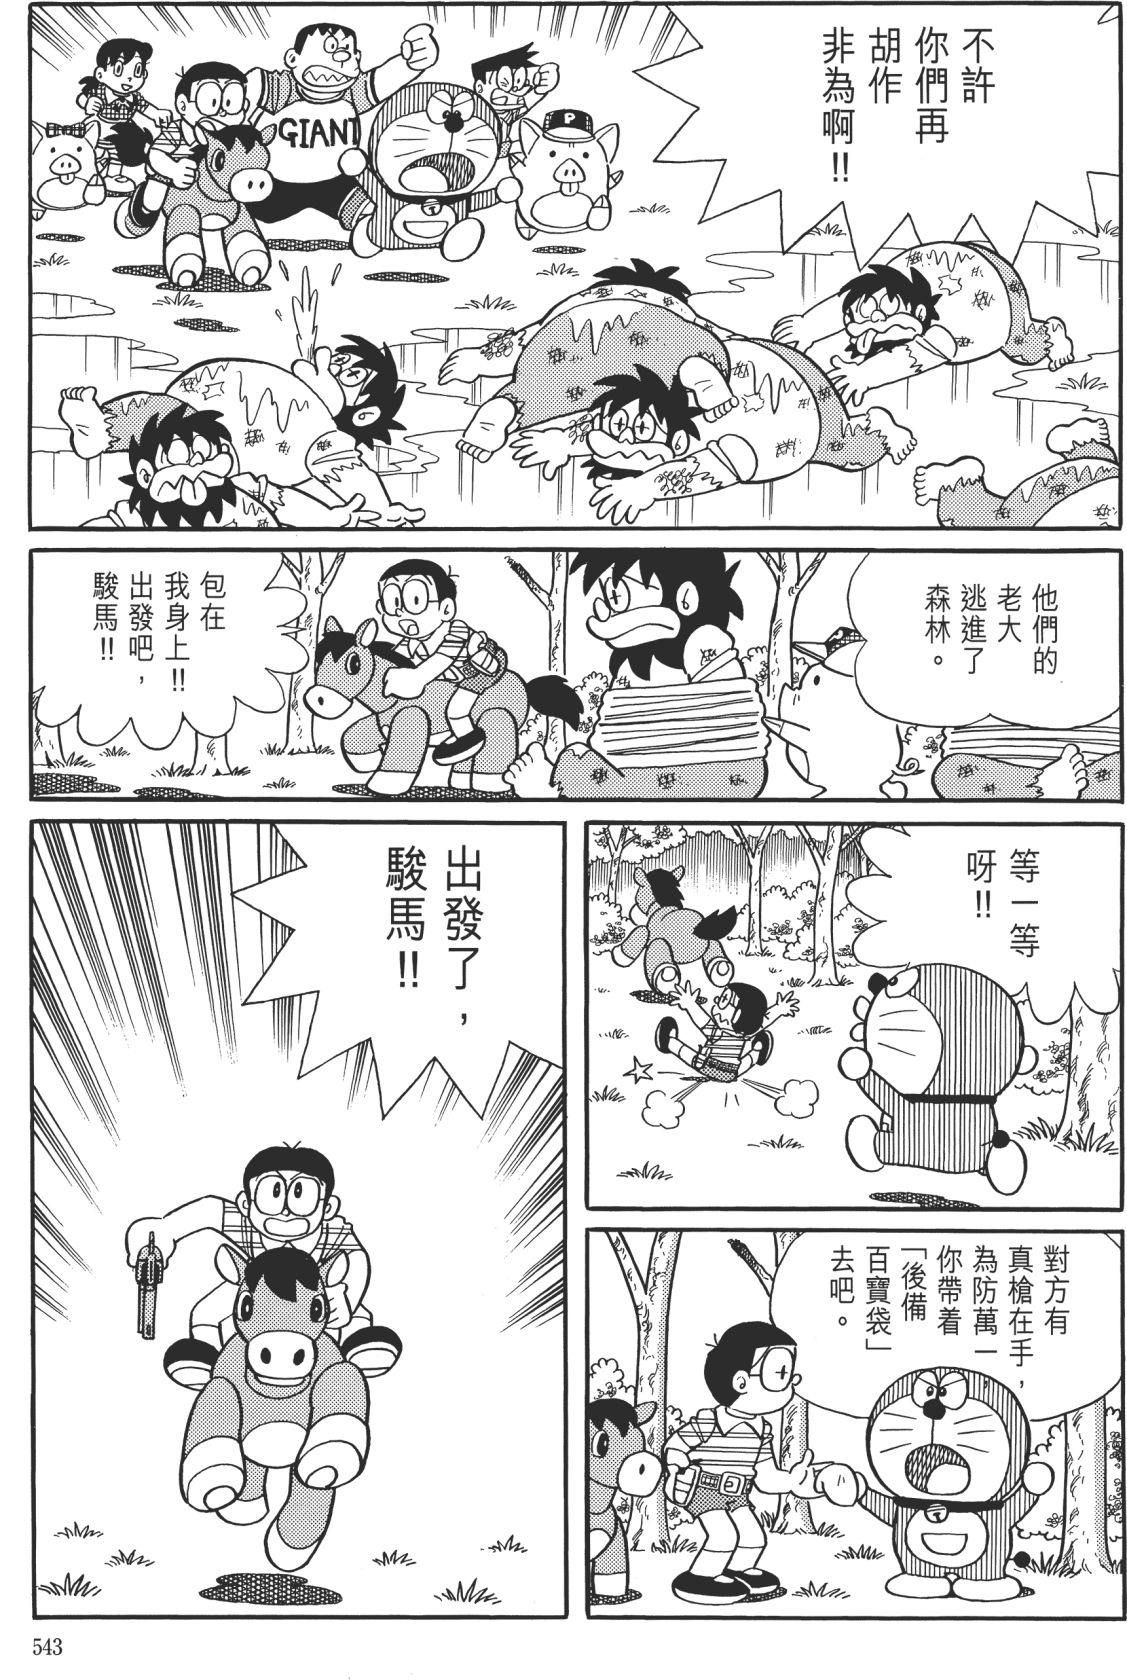 不許
你們再
胡作
非為啊!!
GIANT
P
他們的
老大
逃進了
森林。
包在
我身上!!
出發吧，
駿馬!!
等一等
呀!!
對方有
真槍在手，
為防萬一
你帶着
「後備
百寶袋」
去吧。
出發了，
駿馬!!
543